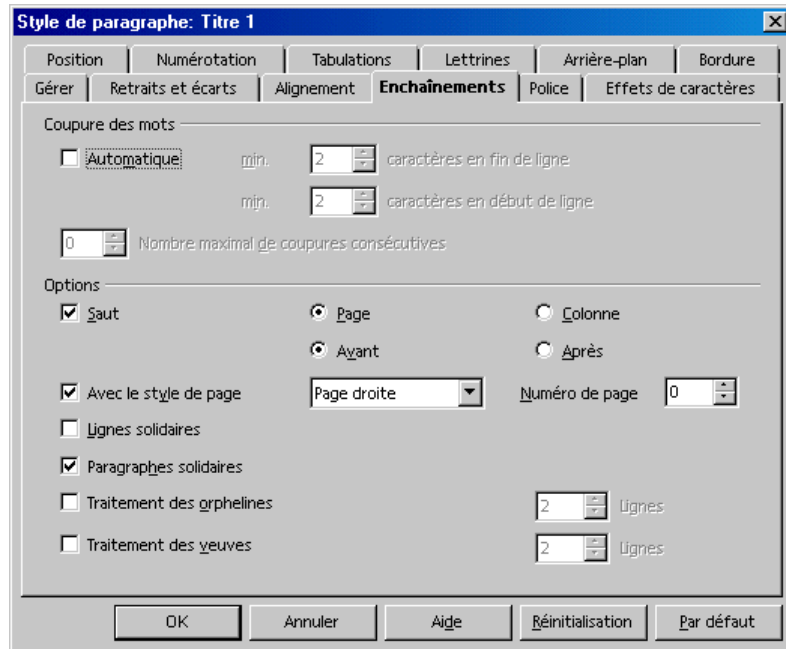 Style de paragraphe: Titre 1
Position Numérotation Tabulations Lettrines Arrière-plan Bordure
Gérer Retraits et écarts Alignement Enchaînements Police Effets de caractères
Coupure des mots
Automatique min. 2 caractères en fin de ligne
min. 2 caractères en début de ligne
0 Nombre maximal de coupures consécutives
Options
Saut Page Colonne
Avant Après
Avec le style de page Page droite Numéro de page 0
Lignes solidaires
Paragraphes solidaires
Traitement des orphelines 2 Lignes
Traitement des veuves 2 Lignes
OK Annuler Aide Réinitialisation Par défaut